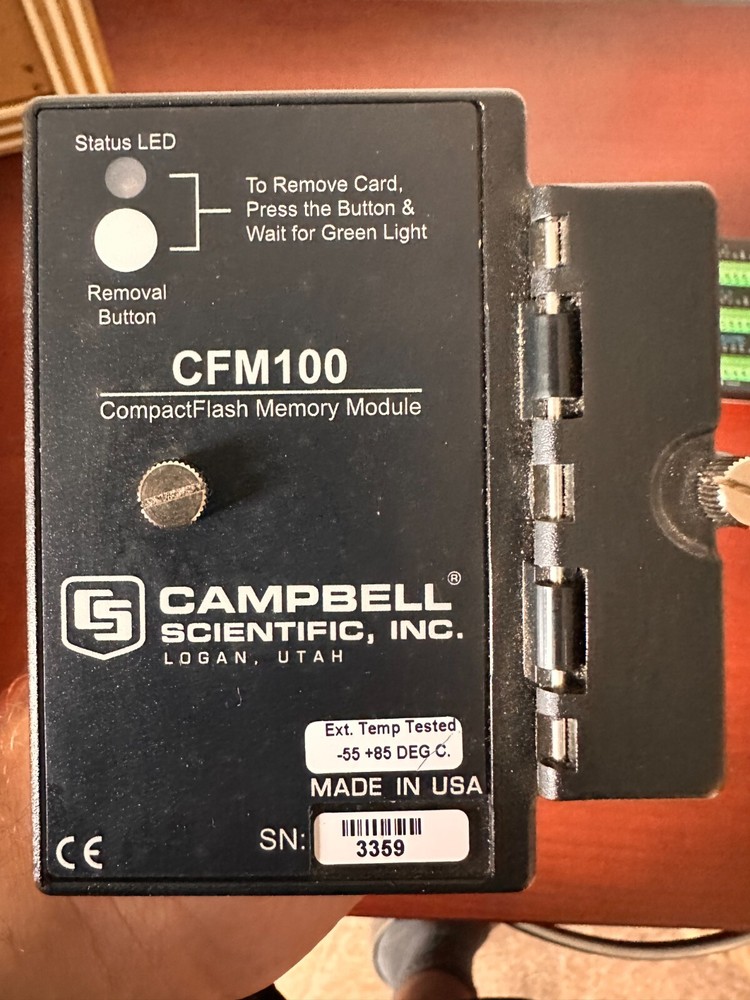 Status LED
To Remove Card,
Press the Button &
Wait for Green Light
Removal
Button
CFM100
CompactFlash Memory Module
CS
CAMPBELL®
SCIENTIFIC, INC.
LOGAN, UTAH
Ext. Temp Tested
-55 +85 DEG C.
MADE IN USA
SN:
3359
CE